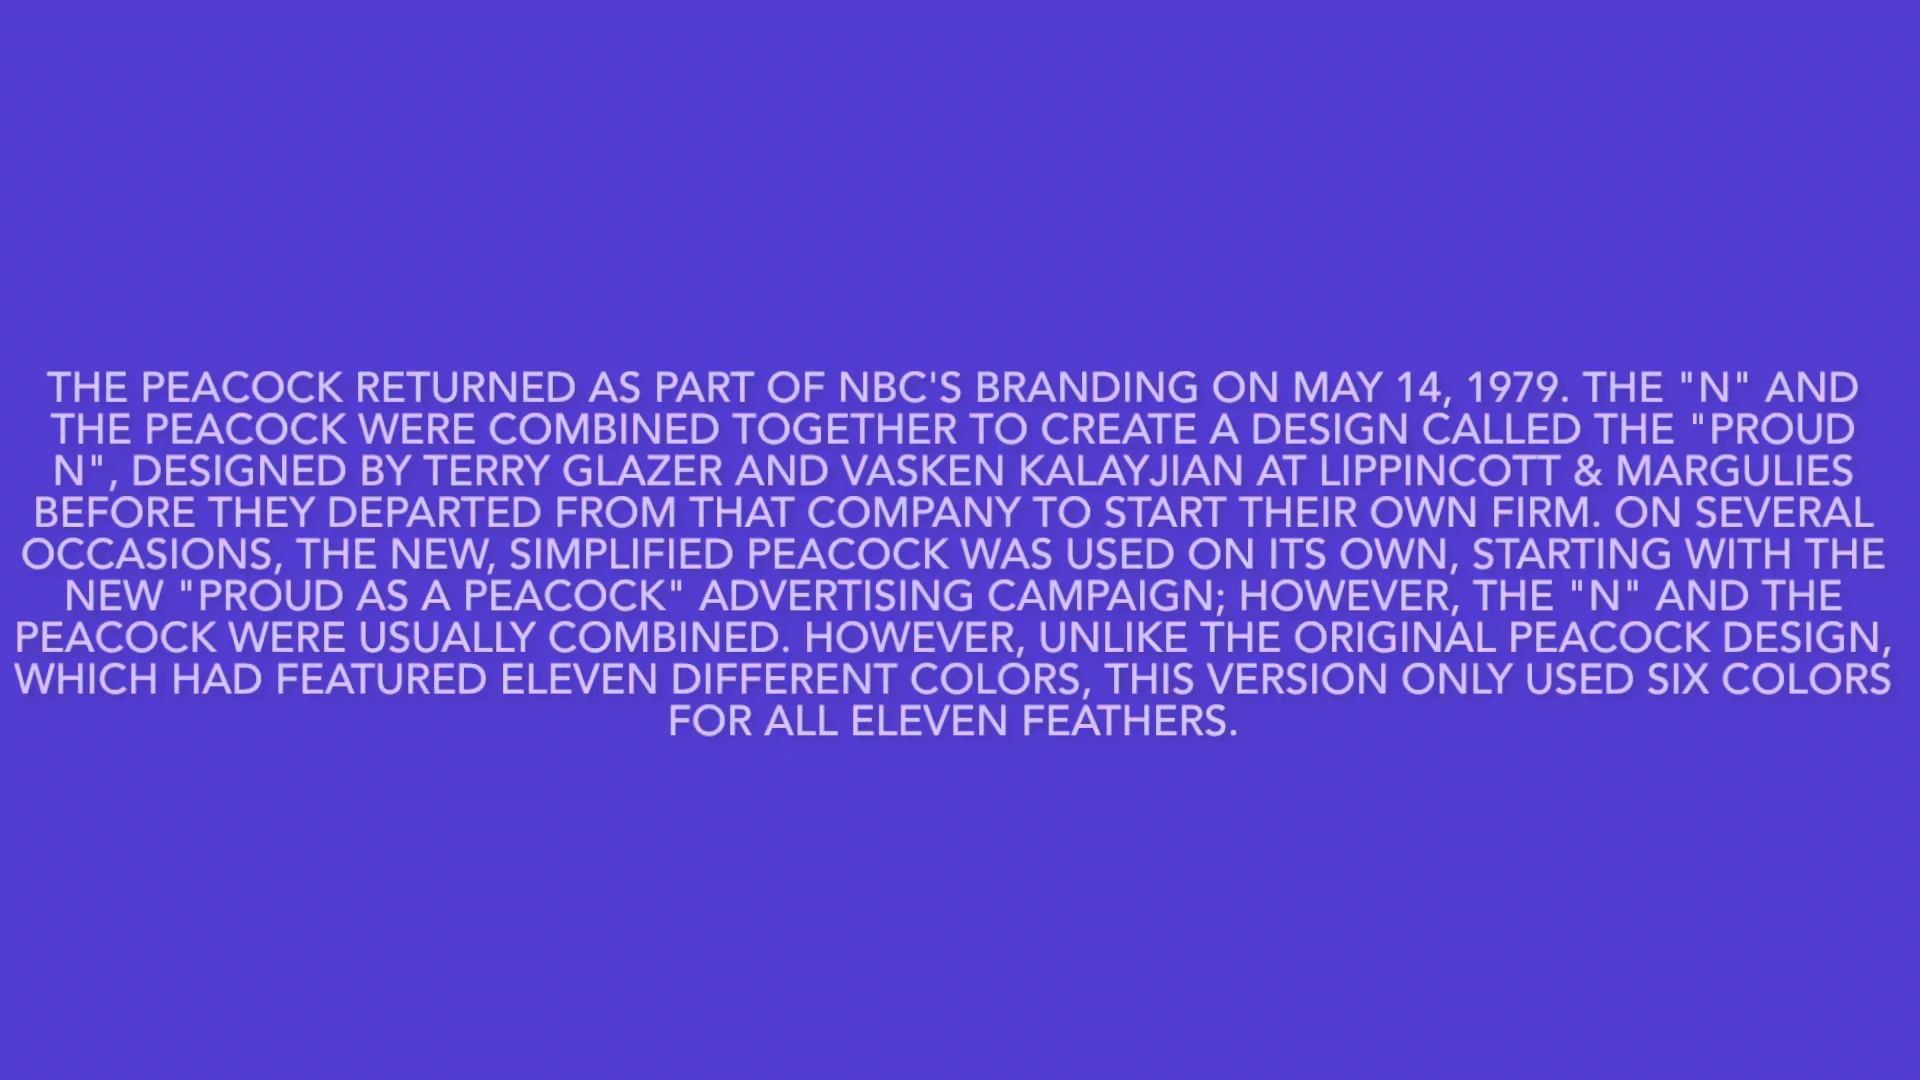 THE PEACOCK RETURNED AS PART OF NBC'S BRANDING ON MAY 14, 1979. THE "N" AND
THE PEACOCK WERE COMBINED TOGETHER TO CREATE A DESIGN CALLED THE "PROUD
N", DESIGNED BY TERRY GLAZER AND VASKEN KALAYJIAN AT LIPPINCOTT & MARGULIES
BEFORE THEY DEPARTED FROM THAT COMPANY TO START THEIR OWN FIRM. ON SEVERAL
OCCASIONS, THE NEW, SIMPLIFIED PEACOCK WAS USED ON ITS OWN, STARTING WITH THE
NEW "PROUD AS A PEACOCK" ADVERTISING CAMPAIGN; HOWEVER, THE "N" AND THE
PEACOCK WERE USUALLY COMBINED. HOWEVER, UNLIKE THE ORIGINAL PEACOCK DESIGN,
WHICH HAD FEATURED ELEVEN DIFFERENT COLORS, THIS VERSION ONLY USED SIX COLORS
FOR ALL ELEVEN FEATHERS.